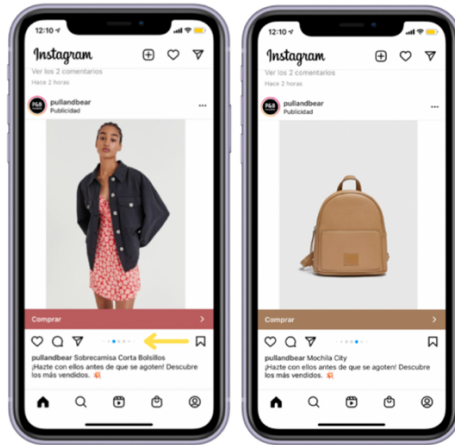 12:10
Instagram
Ver los 2 comentarios
Hace 2 horas
P&B
pullandbear
Publicidad
Comprar
pullandbear Sobrecamisa Corta Bolsillos
¡Hazte con ellos antes de que se agoten! Descubre
los más vendidos.
12:10
Instagram
Ver los 2 comentarios
Hace 2 horas
P&B
pullandbear
Publicidad
Comprar
pullandbear Mochila City
¡Hazte con ellos antes de que se agoten! Descubre
los más vendidos.